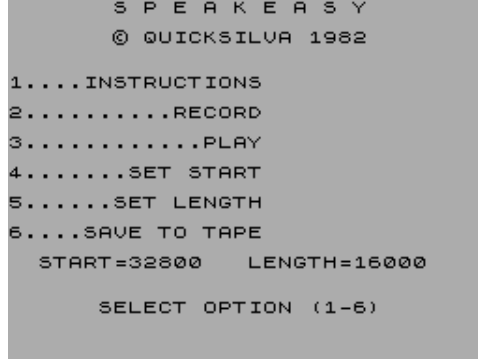 S P E A K E A S Y
© QUICKSILVA 1982
1....INSTRUCTIONS
2..........RECORD
3............PLAY
4.......SET START
5......SET LENGTH
6....SAVE TO TAPE
START=32800 LENGTH=16000
SELECT OPTION (1-6)